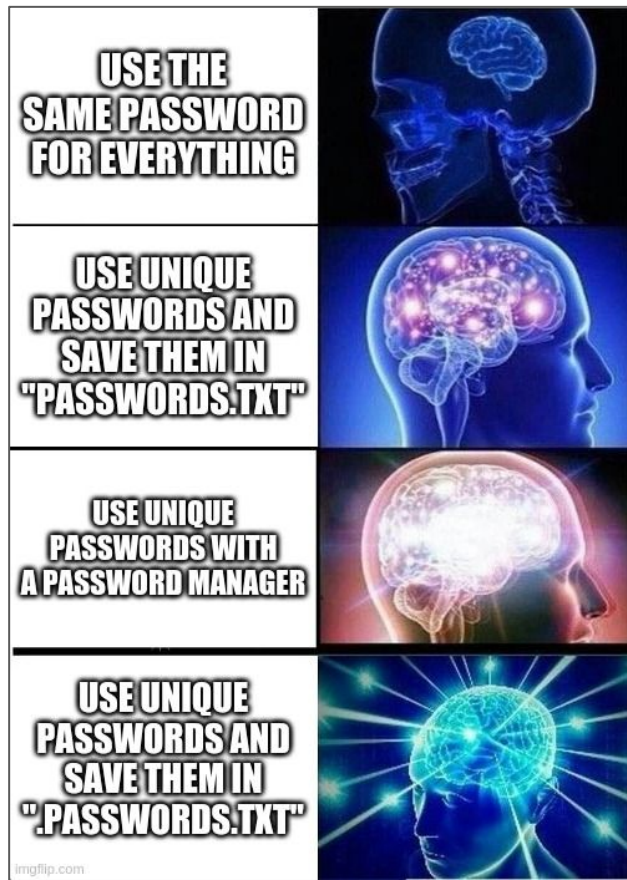 USE THE
SAME PASSWORD
FOR EVERYTHING
USE UNIQUE
PASSWORDS AND
SAVE THEM IN
"PASSWORDS.TXT"
USE UNIQUE
PASSWORDS WITH
A PASSWORD MANAGER
USE UNIQUE
PASSWORDS AND
SAVE THEM IN
".PASSWORDS.TXT"
imgflip.com